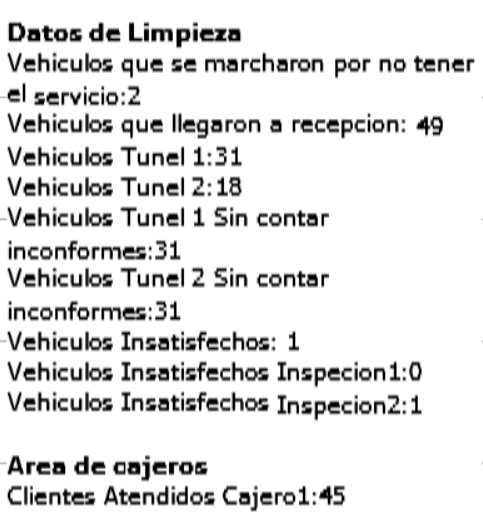 Datos de Limpieza
Vehiculos que se marcharon por no tener
el servicio:2
Vehiculos que llegaron a recepcion: 49
Vehiculos Tunel 1:31
Vehiculos Tunel 2:18
Vehiculos Tunel 1 Sin contar
inconformes:31
Vehiculos Tunel 2 Sin contar
inconformes:31
Vehiculos Insatisfechos: 1
Vehiculos Insatisfechos Inspecion1:0
Vehiculos Insatisfechos Inspecion2:1
Area de cajeros
Clientes Atendidos Cajero1:45